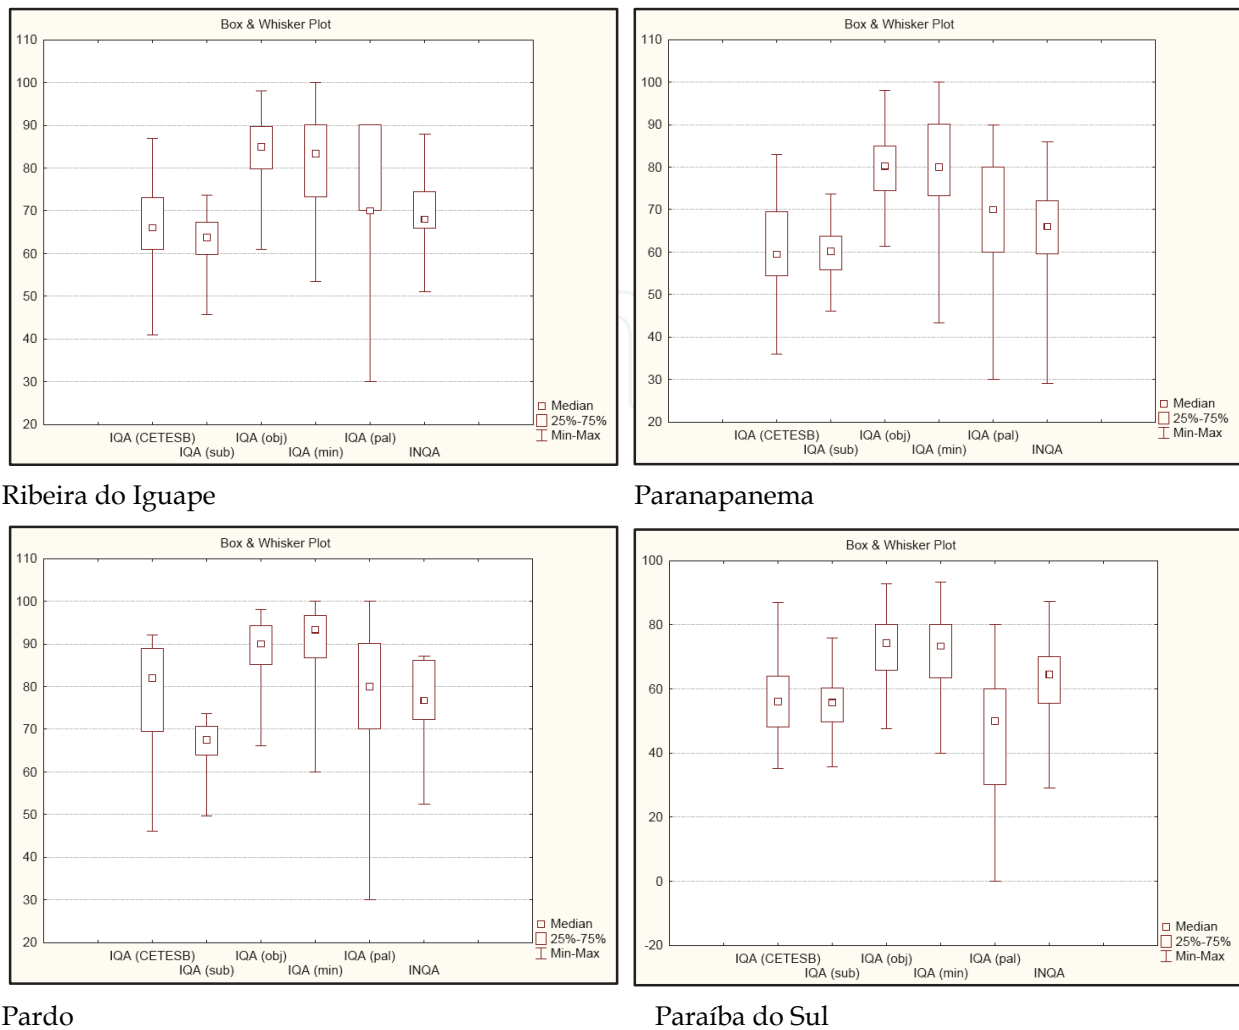 Box & Whisker Plot
110
100
90
80
70
60
50
40
30
20
IQA (CETESB) IQA (obj) IQA (pal)
IQA (sub) IQA (min) INQA
Median
25%-75%
Min-Max
Ribeira do Iguape
Box & Whisker Plot
110
100
90
80
70
60
50
40
30
20
IQA (CETESB) IQA (obj) IQA (pal)
IQA (sub) IQA (min) INQA
Median
25%-75%
Min-Max
Paranapanema
Box & Whisker Plot
110
100
90
80
70
60
50
40
30
20
IQA (CETESB) IQA (obj) IQA (pal)
IQA (sub) IQA (min) INQA
Median
25%-75%
Min-Max
Pardo
Box & Whisker Plot
100
80
60
40
20
0
-20
IQA (CETESB) IQA (obj) IQA (pal)
IQA (sub) IQA (min) INQA
Median
25%-75%
Min-Max
Paraíba do Sul